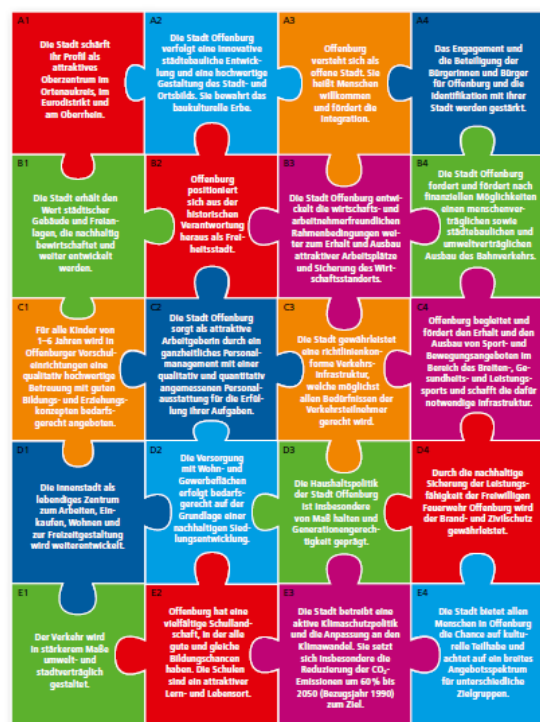 A1
Die Stadt schärft
ihr Profil als
attraktives
Oberzentrum im
Ortenaukreis, im
Eurodistrikt und
am Oberrhein.
A2
Die Stadt Offenburg
verfolgt eine innovative
städtebauliche Entwick-
lung und eine hochwertige
Gestaltung des Stadt- und
Ortsbilds. Sie bewahrt das
baukulturelle Erbe.
A3
Offenburg
versteht sich als
offene Stadt. Sie
heißt Menschen
willkommen
und fördert die
Integration.
A4
Das Engagement und
die Beteiligung der
Bürgerinnen und Bürger
für Offenburg und die
Identifikation mit ihrer
Stadt werden gestärkt.
B1
Die Stadt erhält den
Wert städtischer
Gebäude und Freian-
lagen, die nachhaltig
bewirtschaftet und
weiter entwickelt
werden.
B2
Offenburg
positioniert
sich aus der
historischen
Verantwortung
heraus als Frei-
heitsstadt.
B3
Die Stadt Offenburg entwi-
ckelt die wirtschafts- und
arbeitnehmerfreundlichen
Rahmenbedingungen wei-
ter zum Erhalt und Ausbau
attraktiver Arbeitsplätze
und Sicherung des Wirt-
schaftsstandorts.
B4
Die Stadt Offenburg
fordert und fördert nach
finanziellen Möglichkeiten
einen menschenver-
träglichen sowie
städtebaulichen und
umweltverträglichen
Ausbau des Bahnverkehrs.
C1
Für alle Kinder von
1–6 Jahren wird in
Offenburger Vorschul-
einrichtungen eine
qualitativ hochwertige
Betreuung mit guten
Bildungs- und Erziehungs-
konzepten bedarfs-
gerecht angeboten.
C2
Die Stadt Offenburg
sorgt als attraktive
Arbeitgeberin durch ein
ganzheitliches Personal-
management mit einer
qualitativ und quantitativ
angemessenen Personal-
ausstattung für die Erfül-
lung ihrer Aufgaben.
C3
Die Stadt gewährleistet
eine richtlinienkon-
forme Verkehrs-
infrastruktur,
welche möglichst
allen Bedürfnissen der
Verkehrsteilnehmer
gerecht wird.
C4
Offenburg begleitet und
fördert den Erhalt und den
Ausbau von Sport- und
Bewegungsangeboten im
Bereich des Breiten-, Ge-
sundheits- und Leistungs-
sports und schafft die dafür
notwendige Infrastruktur.
D1
Die Innenstadt als
lebendiges Zentrum
zum Arbeiten, Ein-
kaufen, Wohnen und
zur Freizeitgestaltung
wird weiterentwickelt.
D2
Die Versorgung
mit Wohn- und
Gewerbeflächen
erfolgt bedarfs-
gerecht auf der
Grundlage einer
nachhaltigen Sied-
lungsentwicklung.
D3
Die Haushaltspolitik
der Stadt Offenburg
ist insbesondere
von Maß halten und
Generationengerech-
tigkeit geprägt.
D4
Durch die nachhaltige
Sicherung der Leistungs-
fähigkeit der Freiwilligen
Feuerwehr Offenburg wird
der Brand- und Zivilschutz
gewährleistet.
E1
Der Verkehr wird
in stärkerem Maße
umwelt- und
stadtverträglich
gestaltet.
E2
Offenburg hat eine
vielfältige Schulland-
schaft, in der alle
gute und gleiche
Bildungschancen
haben. Die Schulen
sind ein attraktiver
Lern- und Lebensort.
E3
Die Stadt betreibt eine
aktive Klimaschutzpolitik
und die Anpassung an den
Klimawandel. Sie setzt
sich insbesondere die
Reduzierung der CO₂-
Emissionen um 60% bis
2050 (Bezugsjahr 1990)
zum Ziel.
E4
Die Stadt bietet allen
Menschen in Offenburg
die Chance auf kultu-
relle Teilhabe und
achtet auf ein breites
Angebotsspektrum
für unterschiedliche
Zielgruppen.